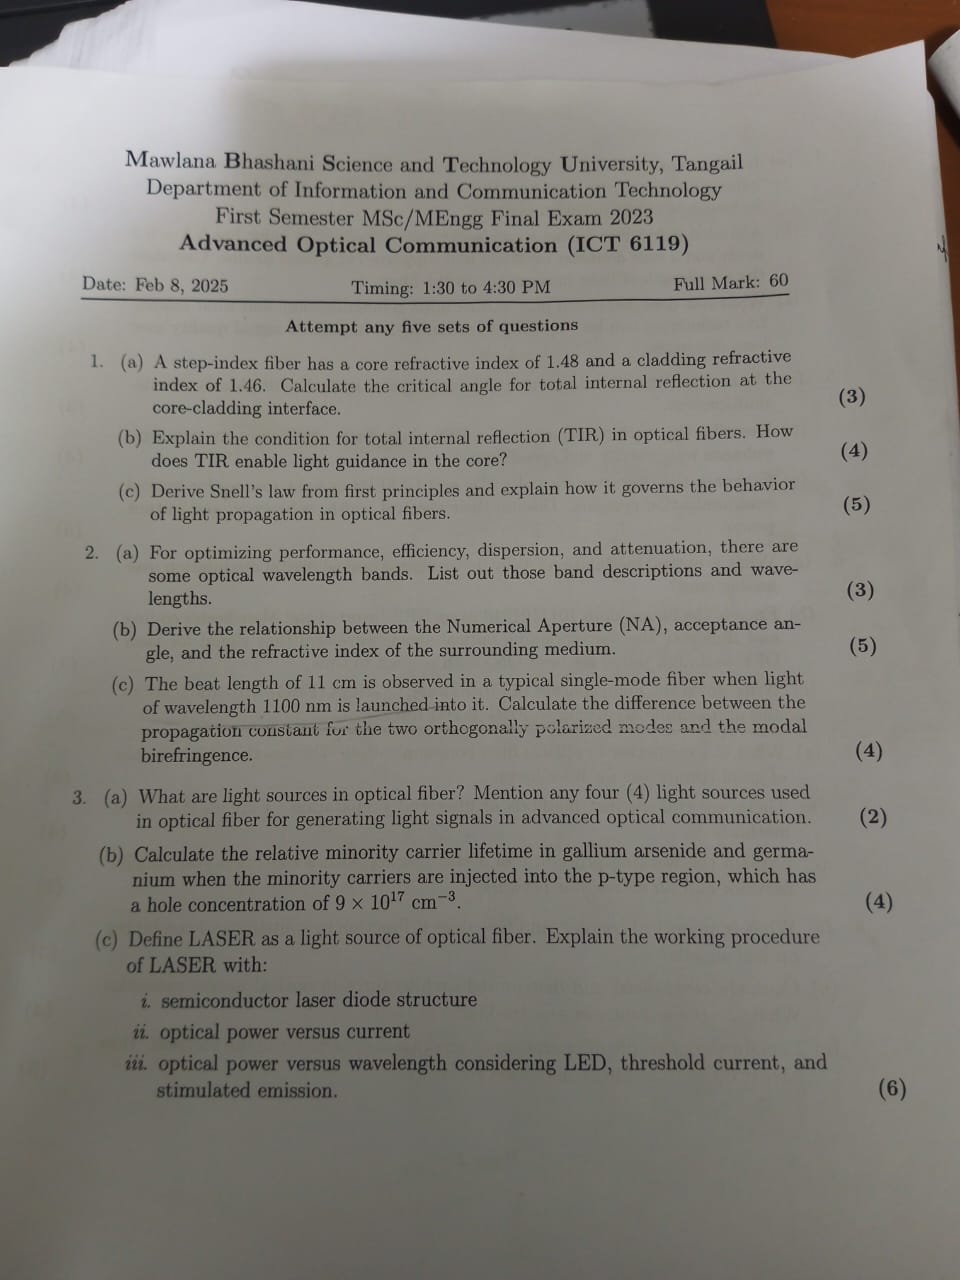 Mawlana Bhashani Science and Technology University, Tangail
Department of Information and Communication Technology
First Semester MSc/MEngg Final Exam 2023
Advanced Optical Communication (ICT 6119)
Date: Feb 8, 2025 Timing: 1:30 to 4:30 PM Full Mark: 60
Attempt any five sets of questions
1. (a) A step-index fiber has a core refractive index of 1.48 and a cladding refractive
index of 1.46. Calculate the critical angle for total internal reflection at the
core-cladding interface. (3)
(b) Explain the condition for total internal reflection (TIR) in optical fibers. How
does TIR enable light guidance in the core? (4)
(c) Derive Snell's law from first principles and explain how it governs the behavior
of light propagation in optical fibers. (5)
2. (a) For optimizing performance, efficiency, dispersion, and attenuation, there are
some optical wavelength bands. List out those band descriptions and wave-
lengths. (3)
(b) Derive the relationship between the Numerical Aperture (NA), acceptance an-
gle, and the refractive index of the surrounding medium. (5)
(c) The beat length of 11 cm is observed in a typical single-mode fiber when light
of wavelength 1100 nm is launched into it. Calculate the difference between the
propagation constant for the two orthogonally polarized modes and the modal
birefringence. (4)
3. (a) What are light sources in optical fiber? Mention any four (4) light sources used
in optical fiber for generating light signals in advanced optical communication. (2)
(b) Calculate the relative minority carrier lifetime in gallium arsenide and germa-
nium when the minority carriers are injected into the p-type region, which has
a hole concentration of 9 × 10¹⁷ cm⁻³. (4)
(c) Define LASER as a light source of optical fiber. Explain the working procedure
of LASER with:
i. semiconductor laser diode structure
ii. optical power versus current
iii. optical power versus wavelength considering LED, threshold current, and
stimulated emission. (6)